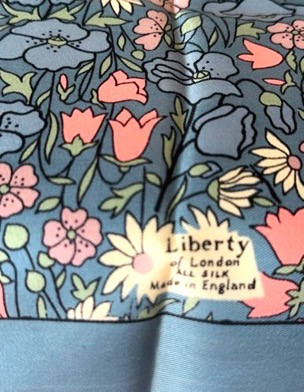 Liberty
of London
ALL SILK
Made in England